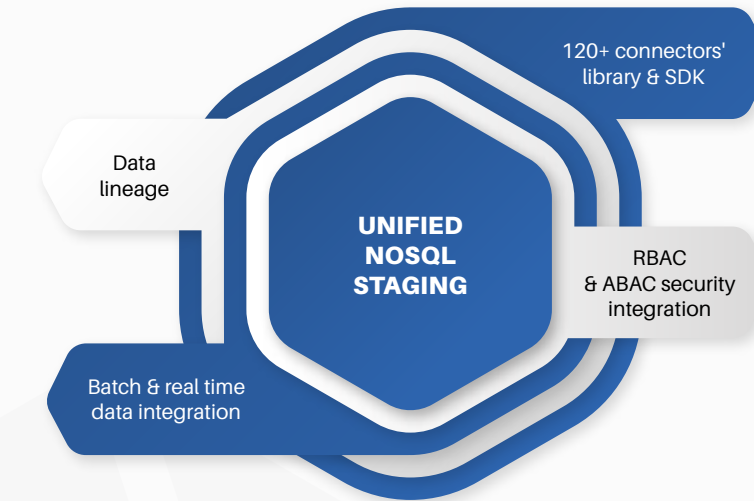 120+ connectors'
library & SDK
Data
lineage
UNIFIED
NOSQL
STAGING
RBAC
& ABAC security
integration
Batch & real time
data integration